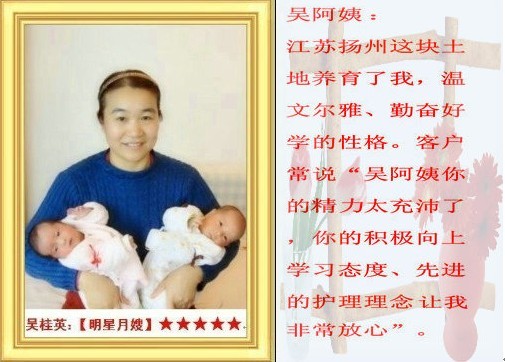 吴桂英：【明星月嫂】★★★★★
吴阿姨：
江苏扬州这块土
地养育了我，温
文尔雅、勤奋好
学的性格。客户
常说“吴阿姨你
的精力太充沛了
，你的积极向上
学习态度、先进
的护理理念让我
非常放心”。